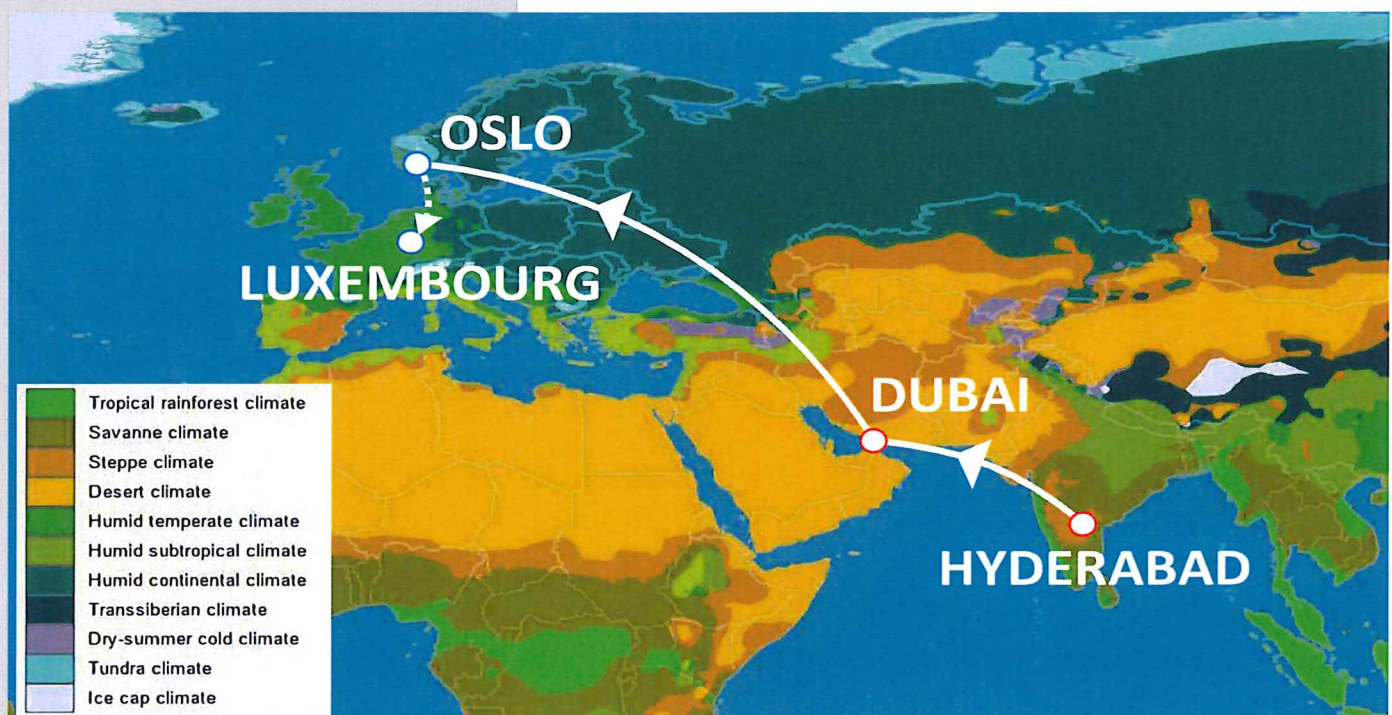 OSLO
LUXEMBOURG
DUBAI
HYDERABAD
Tropical rainforest climate
Savanne climate
Steppe climate
Desert climate
Humid temperate climate
Humid subtropical climate
Humid continental climate
Transsiberian climate
Dry-summer cold climate
Tundra climate
Ice cap climate